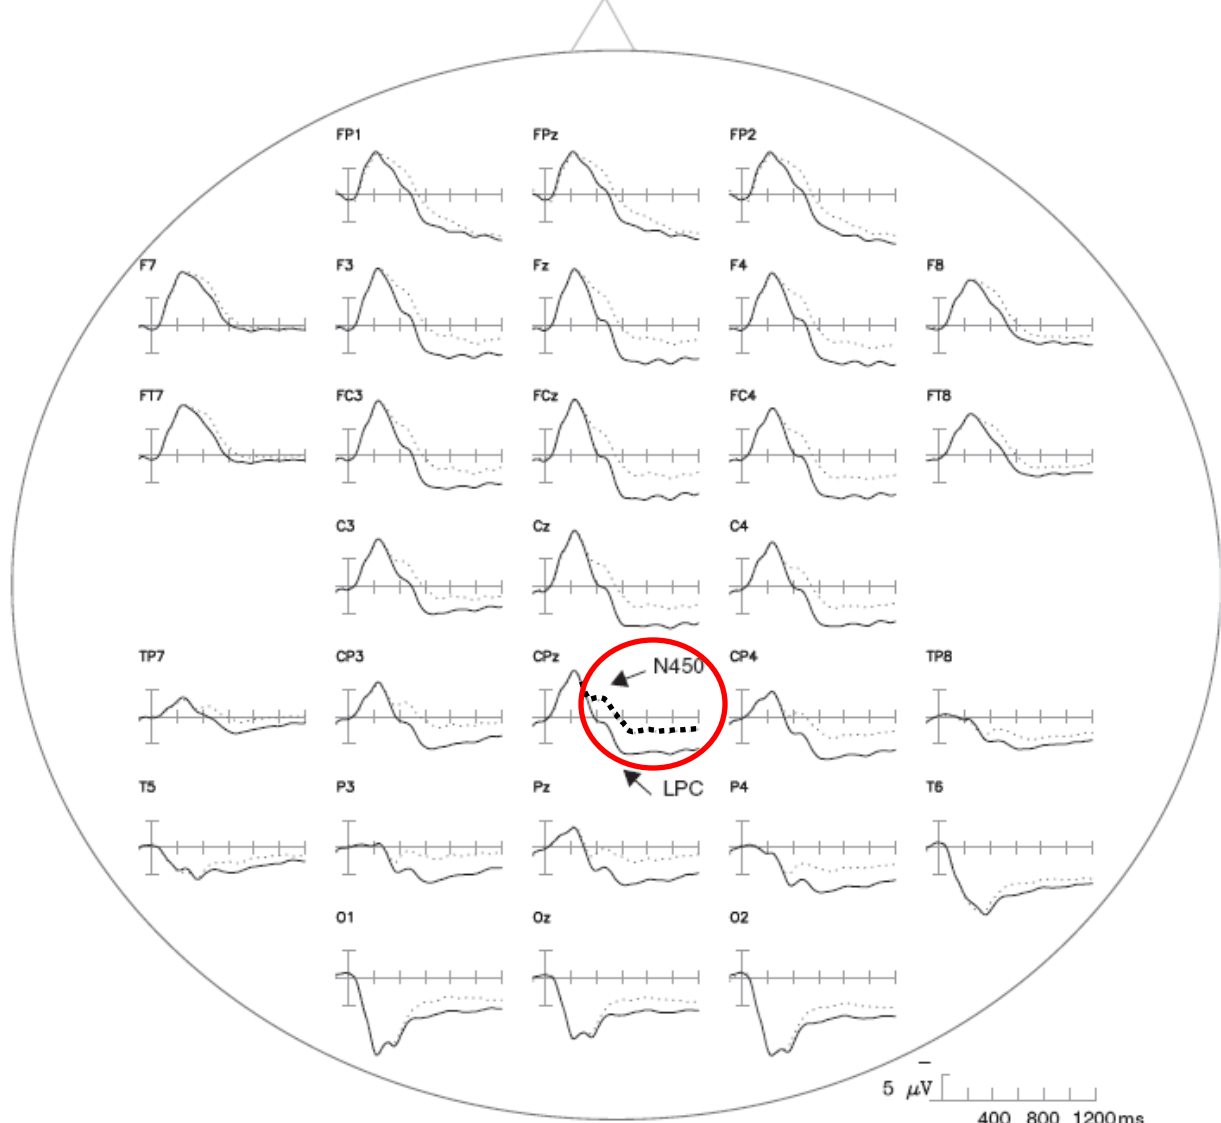 FP1 FPz FP2
F7 F3 Fz F4 F8
FT7 FC3 FCz FC4 FT8
C3 Cz C4
TP7 CP3 CPz N450 CP4 TP8
T5 P3 Pz LPC P4 T6
O1 Oz O2
5 μV
400 800 1200ms